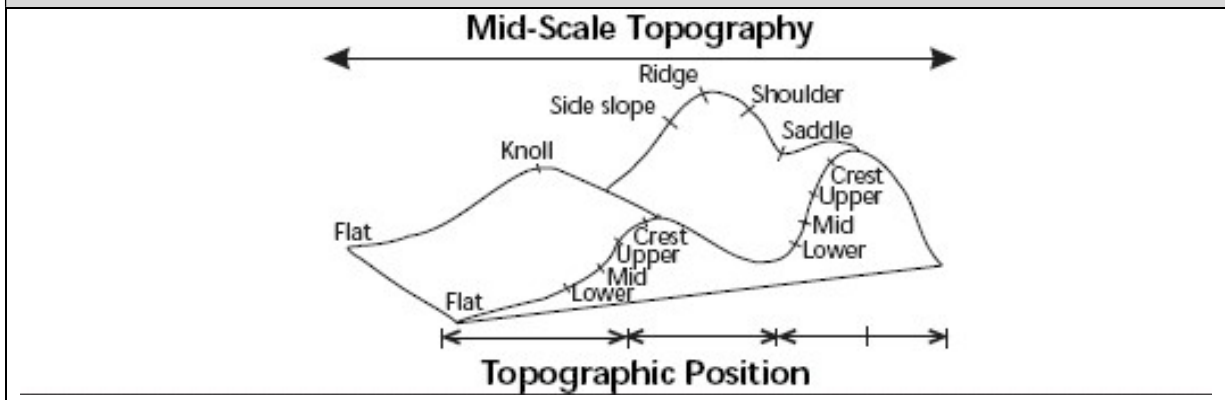 Mid-Scale Topography
Ridge
Side slope
Shoulder
Saddle
Knoll
Crest
Upper
Mid
Lower
Flat
Crest
Upper
Mid
Lower
Flat
Topographic Position